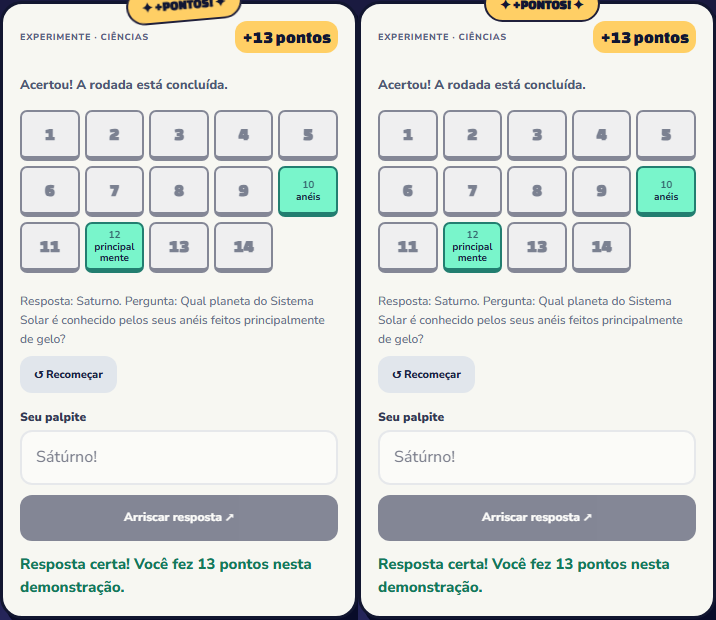 ✦ +PONTOS! ✦
EXPERIMENTE · CIÊNCIAS
+13 pontos
Acertou! A rodada está concluída.
1 2 3 4 5
6 7 8 9 10
anéis
11 12 13 14
principal
mente
Resposta: Saturno. Pergunta: Qual planeta do Sistema
Solar é conhecido pelos seus anéis feitos principalmente
de gelo?
↺ Recomeçar
Seu palpite
Sátúrno!
Arriscar resposta ↗
Resposta certa! Você fez 13 pontos nesta
demonstração.
✦ +PONTOS! ✦
EXPERIMENTE · CIÊNCIAS
+13 pontos
Acertou! A rodada está concluída.
1 2 3 4 5
6 7 8 9 10
anéis
11 12 13 14
principal
mente
Resposta: Saturno. Pergunta: Qual planeta do Sistema
Solar é conhecido pelos seus anéis feitos principalmente
de gelo?
↺ Recomeçar
Seu palpite
Sátúrno!
Arriscar resposta ↗
Resposta certa! Você fez 13 pontos nesta
demonstração.